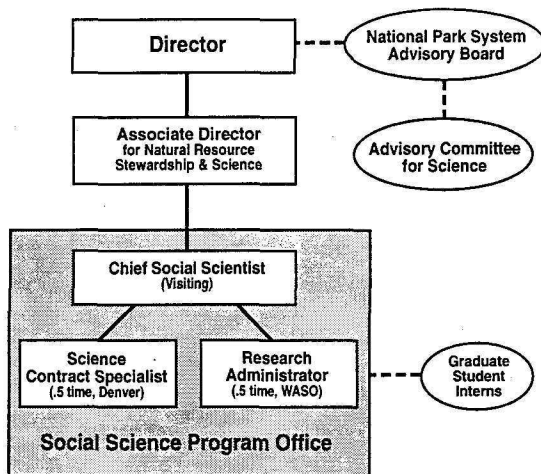 Director
National Park System
Advisory Board
Associate Director
for Natural Resource
Stewardship & Science
Advisory Committee
for Science
Chief Social Scientist
(Visiting)
Science
Contract Specialist
(.5 time, Denver)
Research
Administrator
(.5 time, WASO)
Graduate
Student
Interns
Social Science Program Office